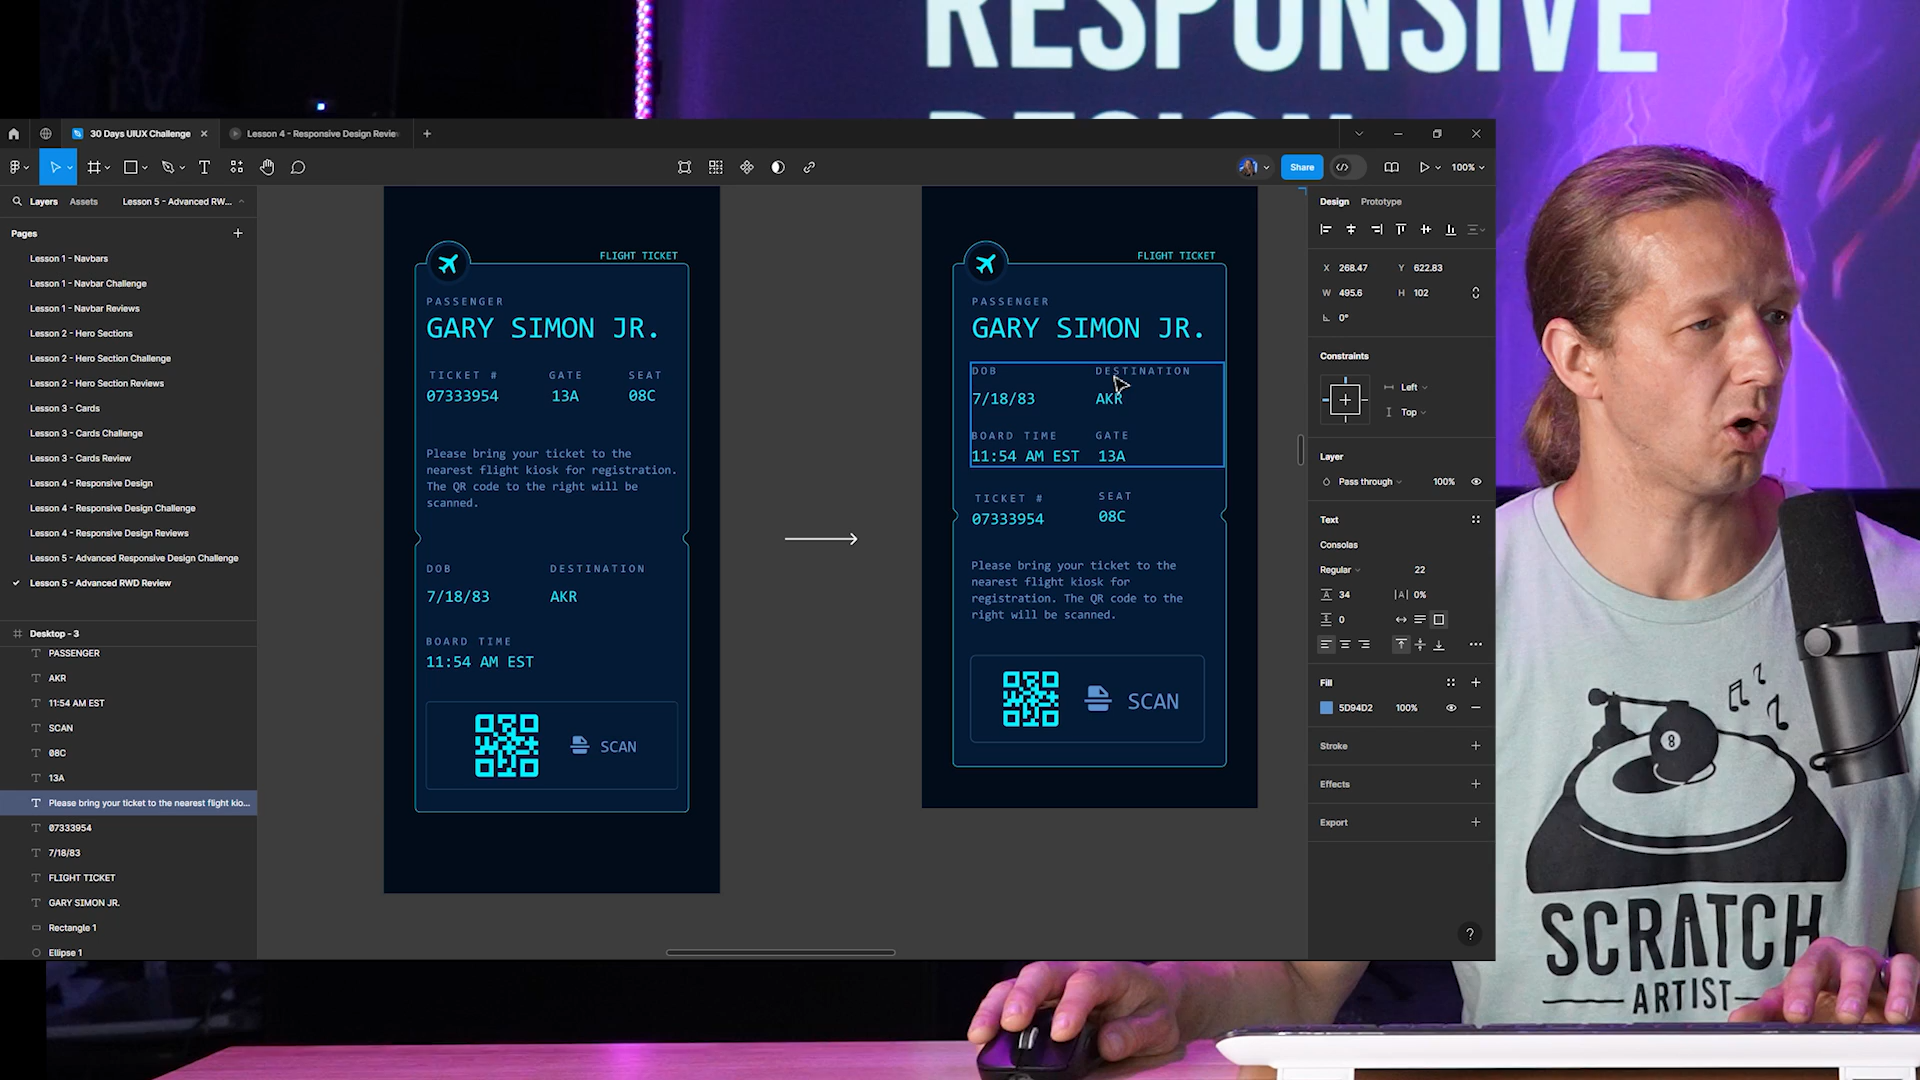 RESPONSIVE
DESIGN
30 Days UIUX Challenge
Lesson 4 - Responsive Design Revie
Share
100%
Layers
Assets
Lesson 5 - Advanced RW...
Pages
Lesson 1 - Navbars
Lesson 1 - Navbar Challenge
Lesson 1 - Navbar Reviews
Lesson 2 - Hero Sections
Lesson 2 - Hero Section Challenge
Lesson 2 - Hero Section Reviews
Lesson 3 - Cards
Lesson 3 - Cards Challenge
Lesson 3 - Cards Review
Lesson 4 - Responsive Design
Lesson 4 - Responsive Design Challenge
Lesson 4 - Responsive Design Reviews
Lesson 5 - Advanced Responsive Design Challenge
Lesson 5 - Advanced RWD Review
Desktop - 3
PASSENGER
AKR
11:54 AM EST
SCAN
08C
13A
Please bring your ticket to the nearest flight kio...
07333954
7/18/83
FLIGHT TICKET
GARY SIMON JR.
Rectangle 1
Ellipse 1
FLIGHT TICKET
PASSENGER
GARY SIMON JR.
TICKET # GATE SEAT
07333954 13A 08C
Please bring your ticket to the
nearest flight kiosk for registration.
The QR code to the right will be
scanned.
DOB DESTINATION
7/18/83 AKR
BOARD TIME
11:54 AM EST
SCAN
FLIGHT TICKET
PASSENGER
GARY SIMON JR.
DOB DESTINATION
7/18/83 AKR
BOARD TIME GATE
11:54 AM EST 13A
TICKET # SEAT
07333954 08C
Please bring your ticket to the
nearest flight kiosk for
registration. The QR code to the
right will be scanned.
SCAN
Design
Prototype
X 268.47 Y 622.83
W 495.6 H 102
0°
Constraints
Left
Top
Layer
Pass through 100%
Text
Consolas
Regular 22
34 |A| 0%
0
Fill
5D94D2 100%
Stroke
Effects
Export
?
8
SCRATCH
ARTIST